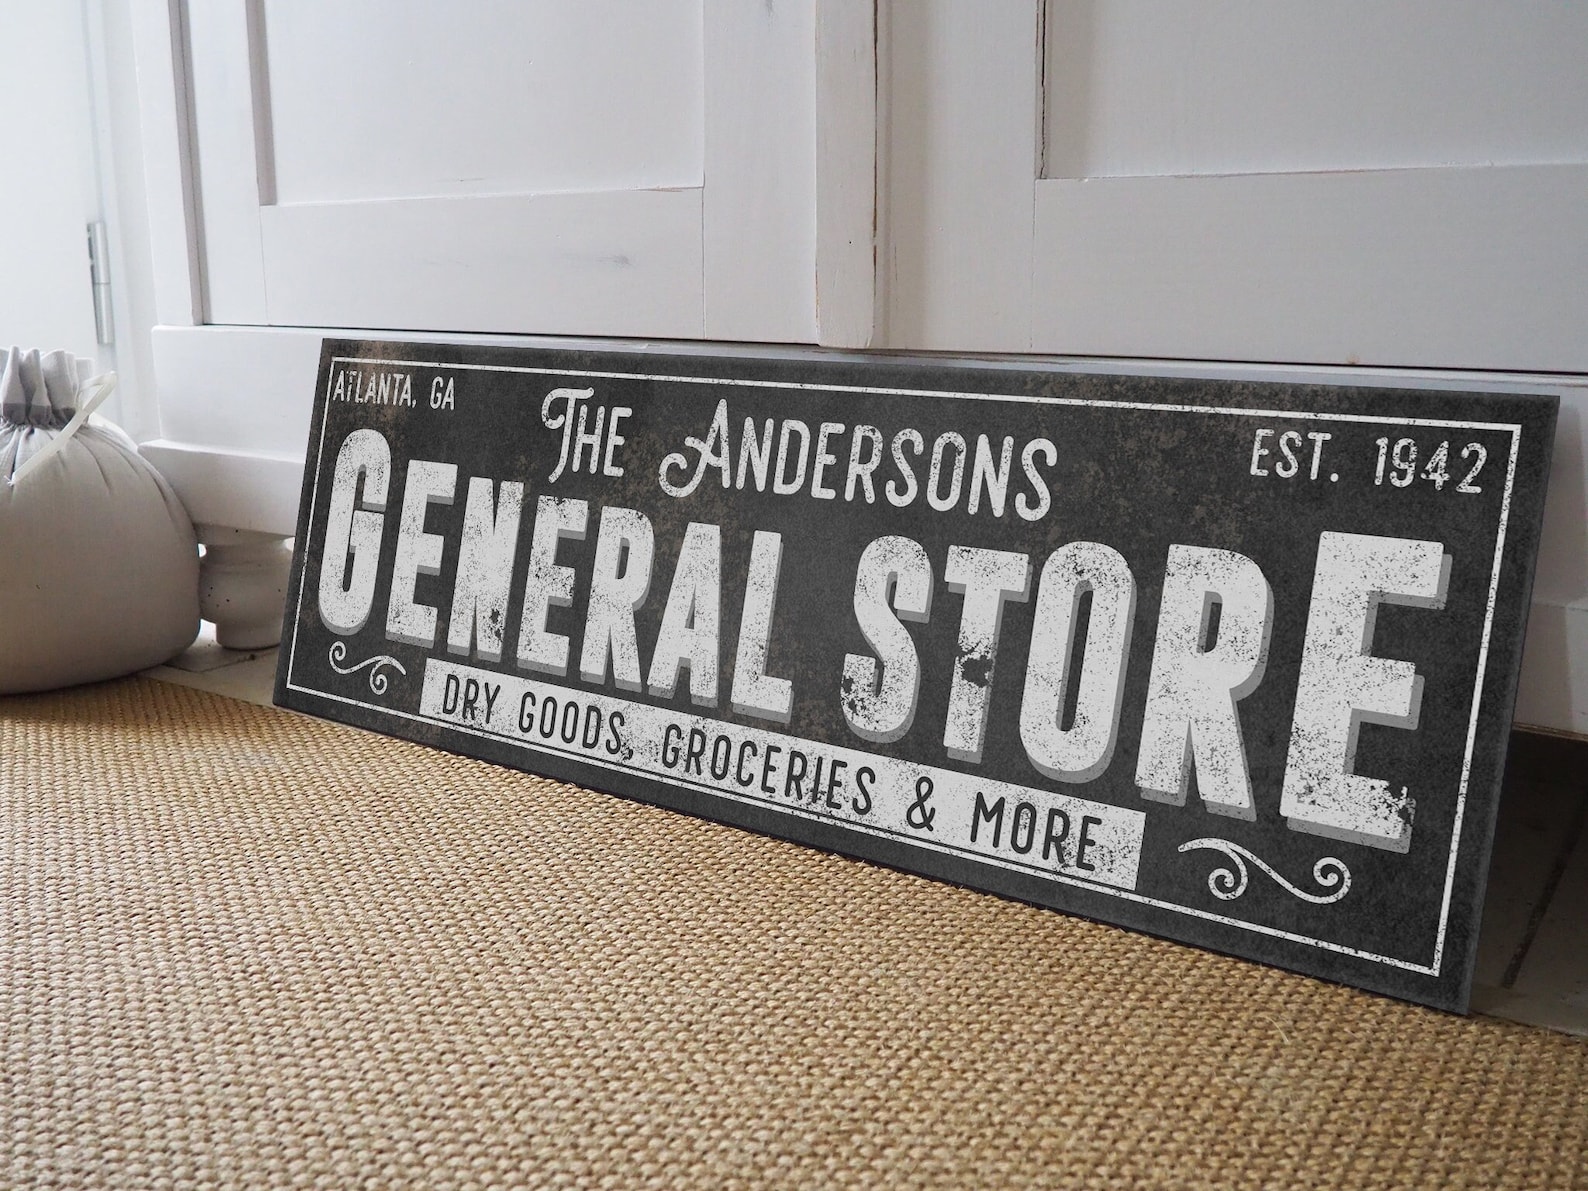 ATLANTA, GA
THE ANDERSONS
EST. 1942
GENERAL STORE
DRY GOODS, GROCERIES & MORE